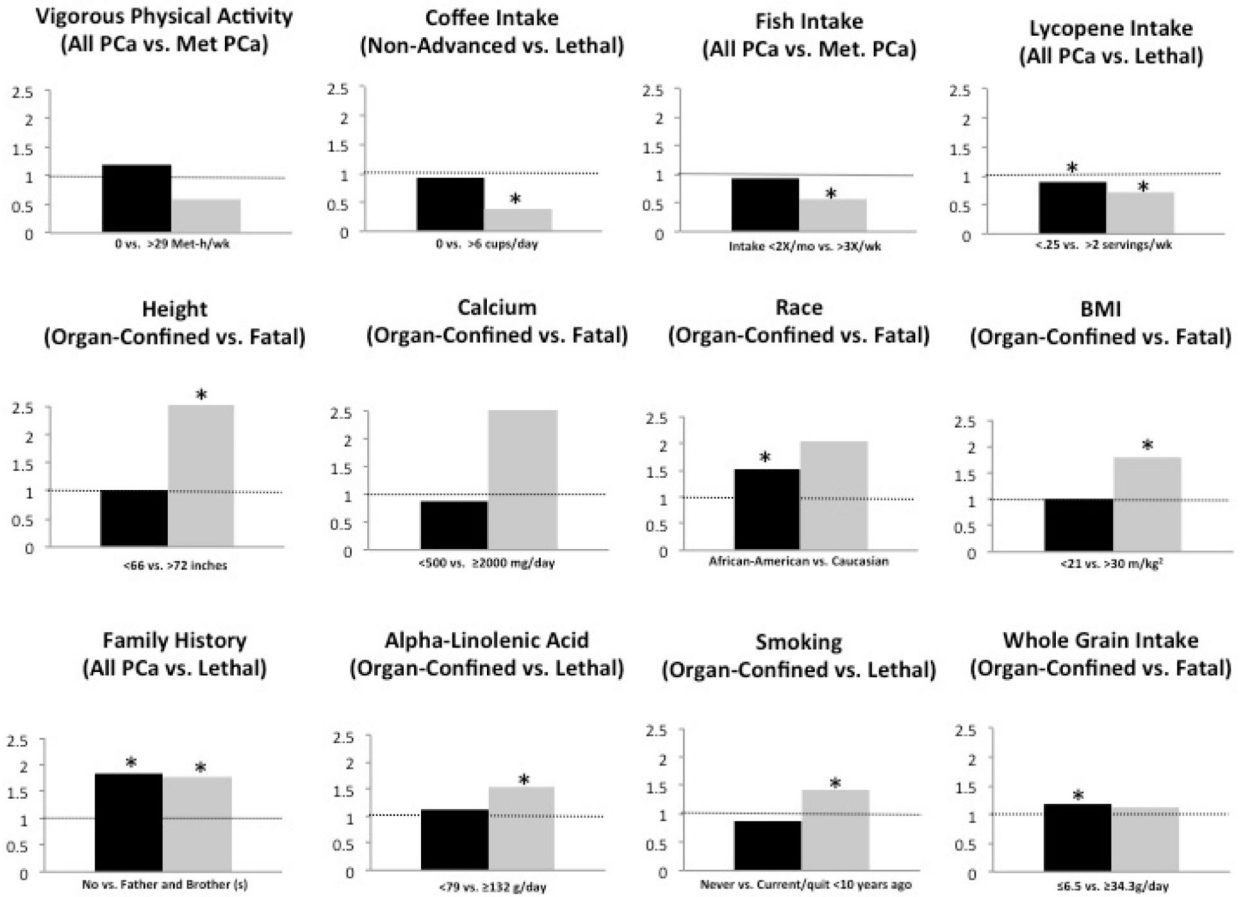 Vigorous Physical Activity
(All PCa vs. Met PCa)
2.5
2
1.5
1
0.5
0
0 vs. >29 Met-h/wk
Coffee Intake
(Non-Advanced vs. Lethal)
2.5
2
1.5
1
0.5
0
*
0 vs. >6 cups/day
Fish Intake
(All PCa vs. Met. PCa)
2.5
2
1.5
1
0.5
0
*
Intake <2X/mo vs. >3X/wk
Lycopene Intake
(All PCa vs. Lethal)
2.5
2
1.5
1
0.5
0
*
*
<.25 vs. >2 servings/wk
Height
(Organ-Confined vs. Fatal)
2.5
2
1.5
1
0.5
0
*
<66 vs. >72 inches
Calcium
(Organ-Confined vs. Fatal)
2.5
2
1.5
1
0.5
0
<500 vs. ≥2000 mg/day
Race
(Organ-Confined vs. Fatal)
2.5
2
1.5
1
0.5
0
*
African-American vs. Caucasian
BMI
(Organ-Confined vs. Fatal)
2.5
2
1.5
1
0.5
0
*
<21 vs. >30 m/kg²
Family History
(All PCa vs. Lethal)
2.5
2
1.5
1
0.5
0
*
*
No vs. Father and Brother (s)
Alpha-Linolenic Acid
(Organ-Confined vs. Lethal)
2.5
2
1.5
1
0.5
0
*
<79 vs. ≥132 g/day
Smoking
(Organ-Confined vs. Lethal)
2.5
2
1.5
1
0.5
0
*
Never vs. Current/quit <10 years ago
Whole Grain Intake
(Organ-Confined vs. Fatal)
2.5
2
1.5
1
0.5
0
*
≤6.5 vs. ≥34.3g/day